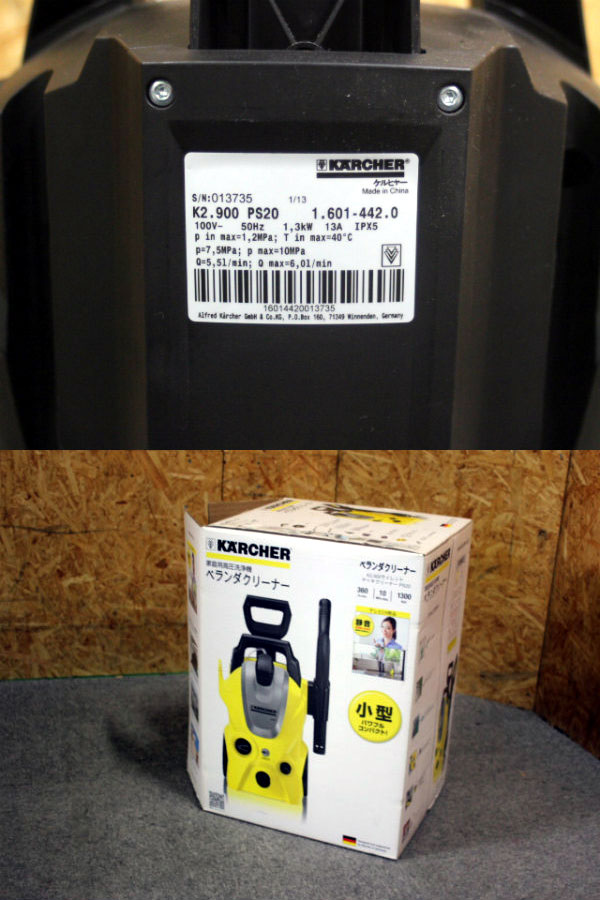 KÄRCHER®
ケルヒャー
Made in China
S/N:013735 1/13
K2.900 PS20 1.601-442.0
100V~ 50Hz 1,3kW 13A IPX5
p in max=1,2MPa; T in max=40°C
p=7,5MPa; p max=10MPa
Q=5,5l/min; Q max=6,0l/min
16014420013735
Alfred Kärcher GmbH & Co.KG, P.O.Box 160, 71349 Winnenden, Germany
KÄRCHER
家庭用高圧洗浄機
ベランダクリーナー
ベランダクリーナー
360
10
1300
静音
小型
パワフル
コンパクト!
KÄRCHER